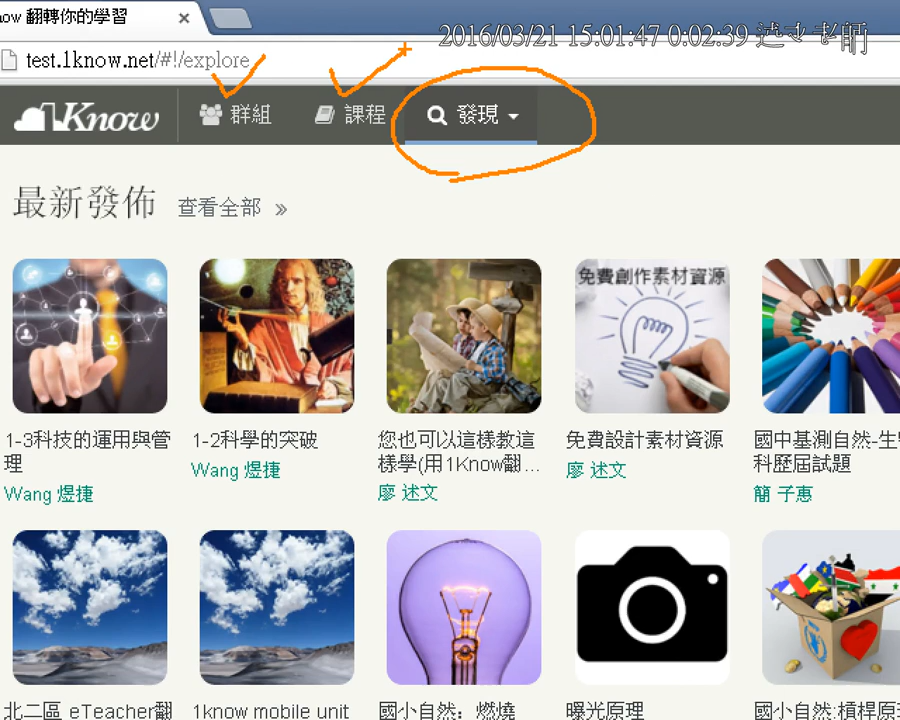 now 翻轉你的學習
2016/03/21 15:01:47 0:02:39
test.1know.net/#!/explore
1Know
群組
課程
發現
最新發佈 查看全部 »
免費創作素材資源
1-3科技的運用與管
理
Wang 煜捷
1-2科學的突破
Wang 煜捷
您也可以這樣教這
樣學(用1Know翻...
廖 述文
免費設計素材資源
廖 述文
國中基測自然-生
科歷屆試題
簡 子惠
北二區 eTeacher翻
1know mobile unit
國小自然：燃燒
曝光原理
國小自然:槓桿原